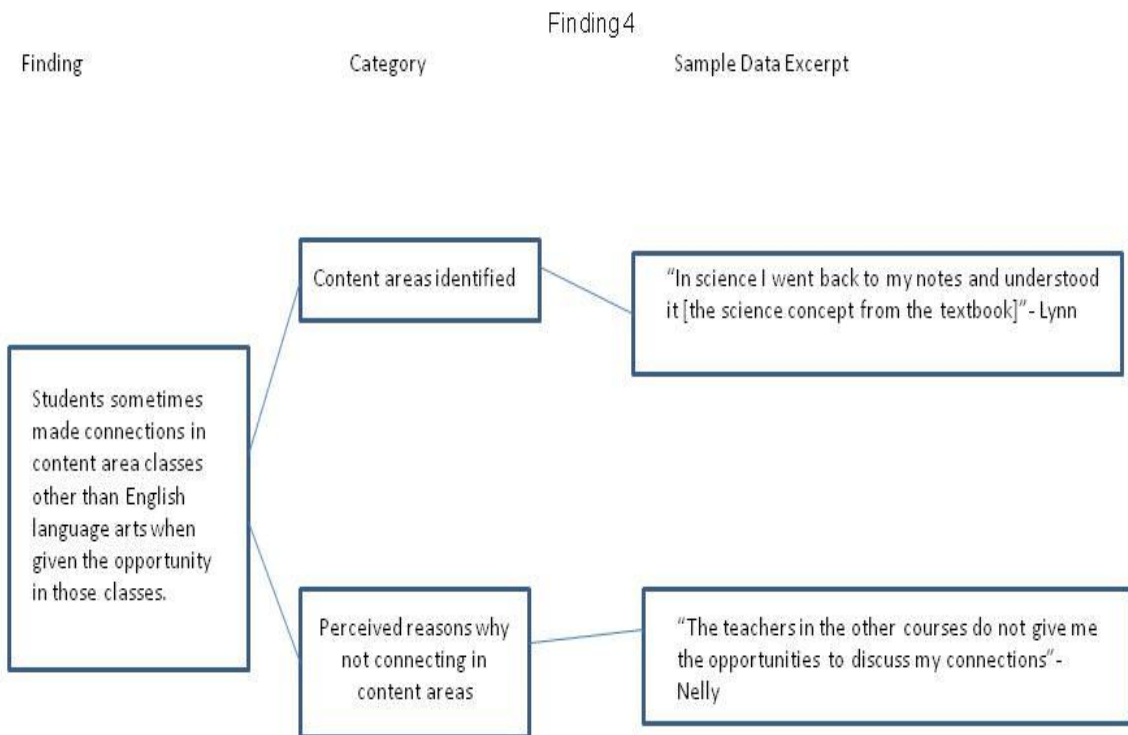 Finding 4
Finding Category Sample Data Excerpt
Content areas identified
“In science I went back to my notes and understood
it [the science concept from the textbook]”- Lynn
Students sometimes
made connections in
content area classes
other than English
language arts when
given the opportunity
in those classes.
Perceived reasons why
not connecting in
content areas
“The teachers in the other courses do not give me
the opportunities to discuss my connections”-
Nelly